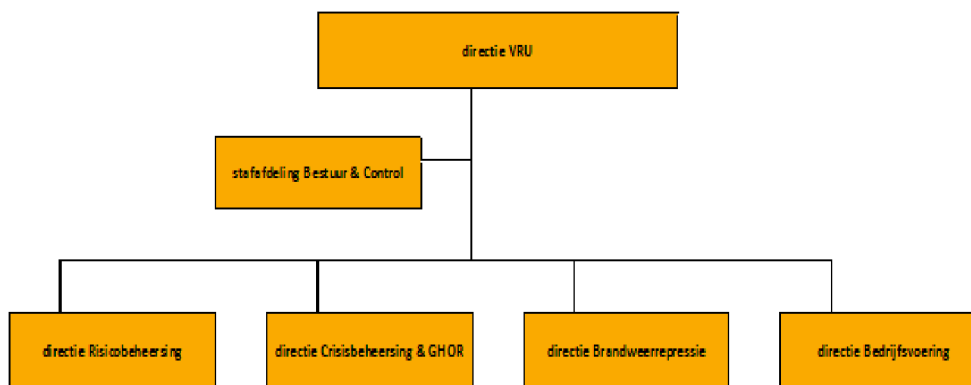 directie VRU
stafafdeling Bestuur & Control
directie Risicobeheersing
directie Crisisbeheersing & GHOR
directie Brandweerrepressie
directie Bedrijfsvoering